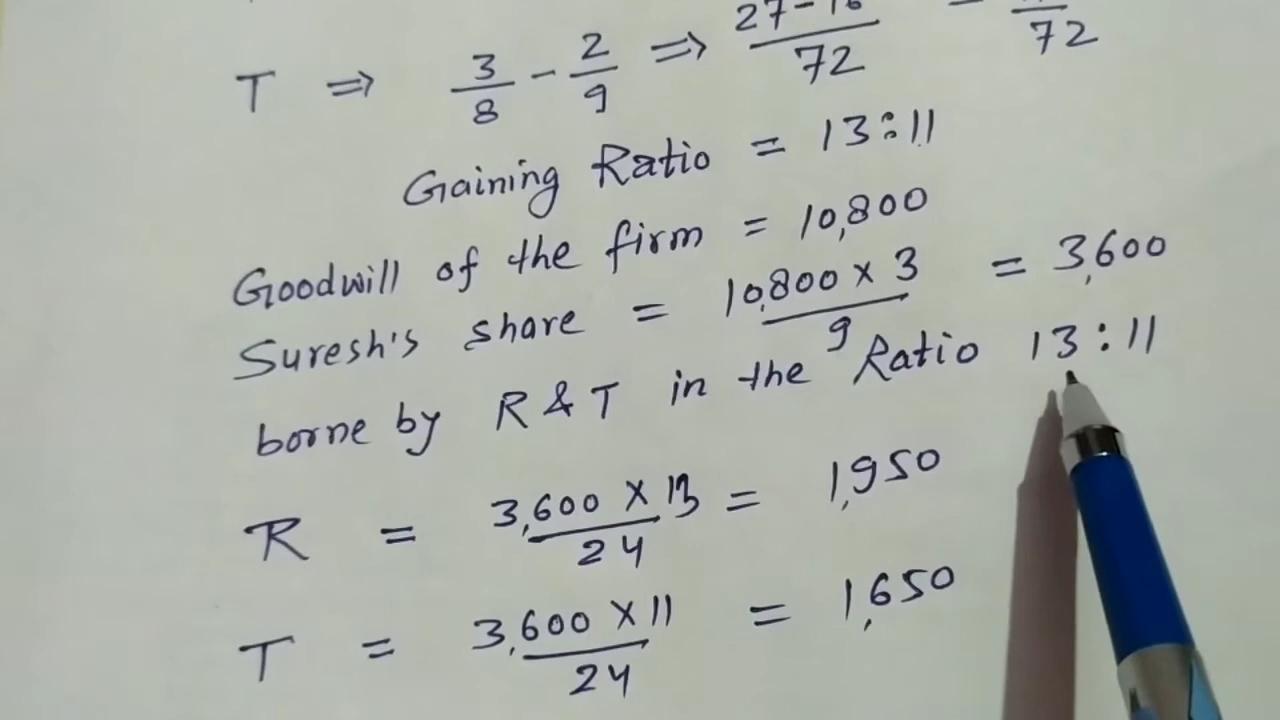 T ⇒ 3/8 - 2/9 ⇒ 27-16/72 = /72
Gaining Ratio = 13:11
Goodwill of the firm = 10,800
Suresh's share = 10,800 x 3/9 = 3,600
borne by R & T in the Ratio 13:11
R = 3,600 X 13/24 = 1,950
T = 3,600 X 11/24 = 1,650